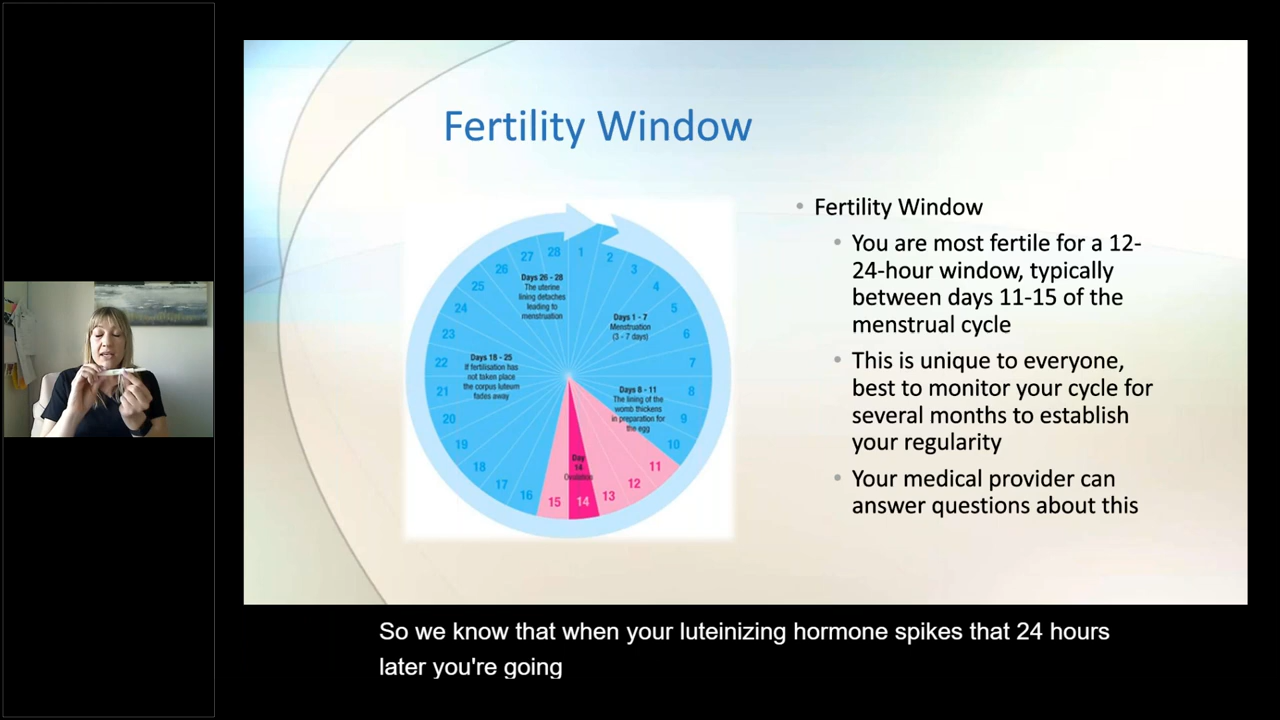 Fertility Window
27
28
1
2
3
4
5
6
7
8
9
10
11
12
13
14
15
16
17
18
19
20
21
22
23
24
25
26
Days 26 - 28
The uterine
lining detaches
leading to
menstruation
Days 1 - 7
Menstruation
(3 - 7 days)
Days 18 - 25
If fertilisation has
not taken place
the corpus luteum
fades away
Days 8 - 11
The lining of the
womb thickens
in preparation for
the egg
Day
14
Ovulation
• Fertility Window
• You are most fertile for a 12-
24-hour window, typically
between days 11-15 of the
menstrual cycle
• This is unique to everyone,
best to monitor your cycle for
several months to establish
your regularity
• Your medical provider can
answer questions about this
So we know that when your luteinizing hormone spikes that 24 hours
later you're going